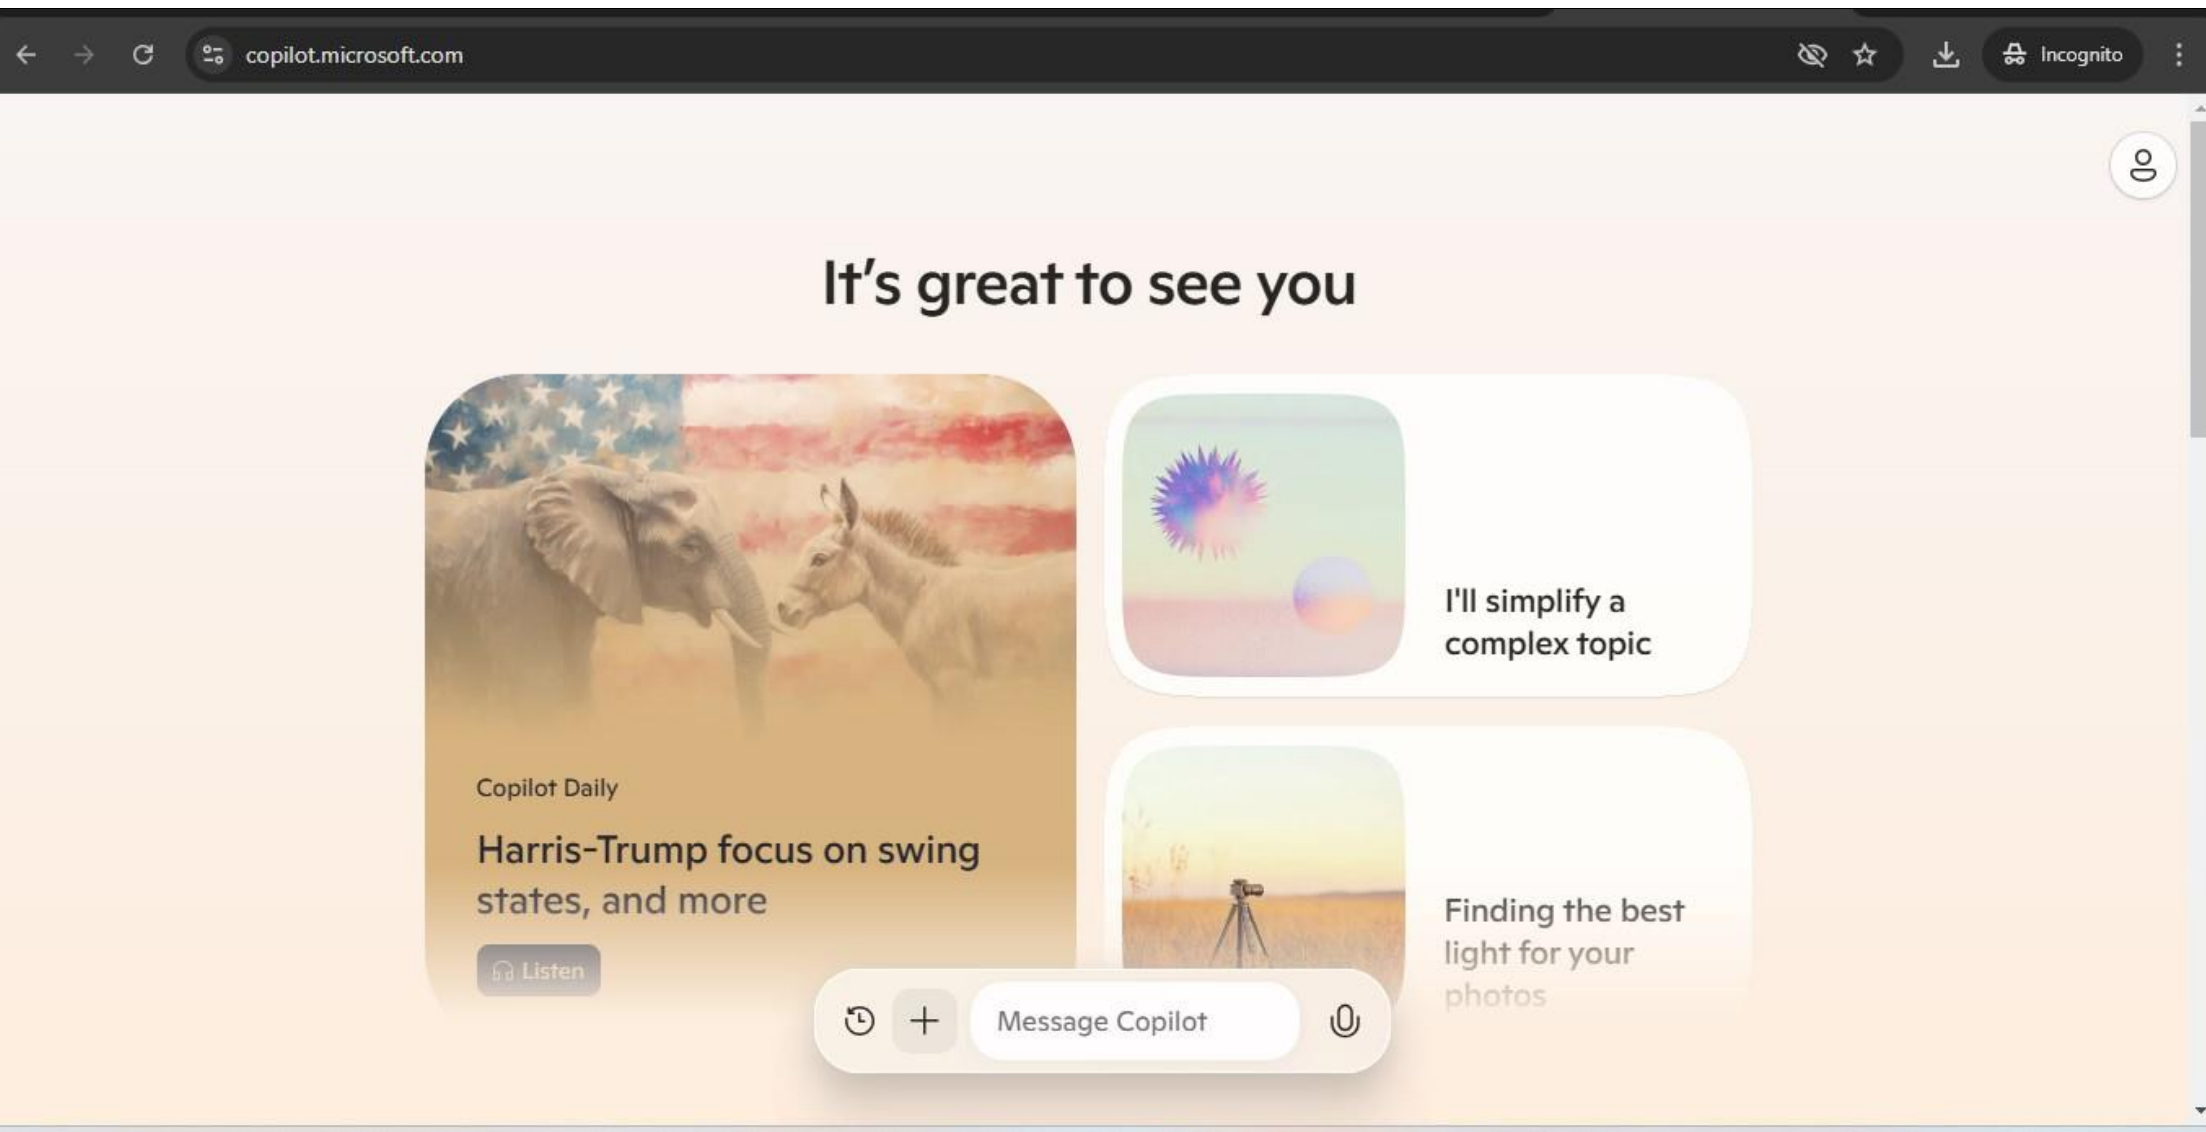 copilot.microsoft.com
Incognito
It's great to see you
Copilot Daily
Harris-Trump focus on swing
states, and more
Listen
I'll simplify a
complex topic
Finding the best
light for your
photos
Message Copilot